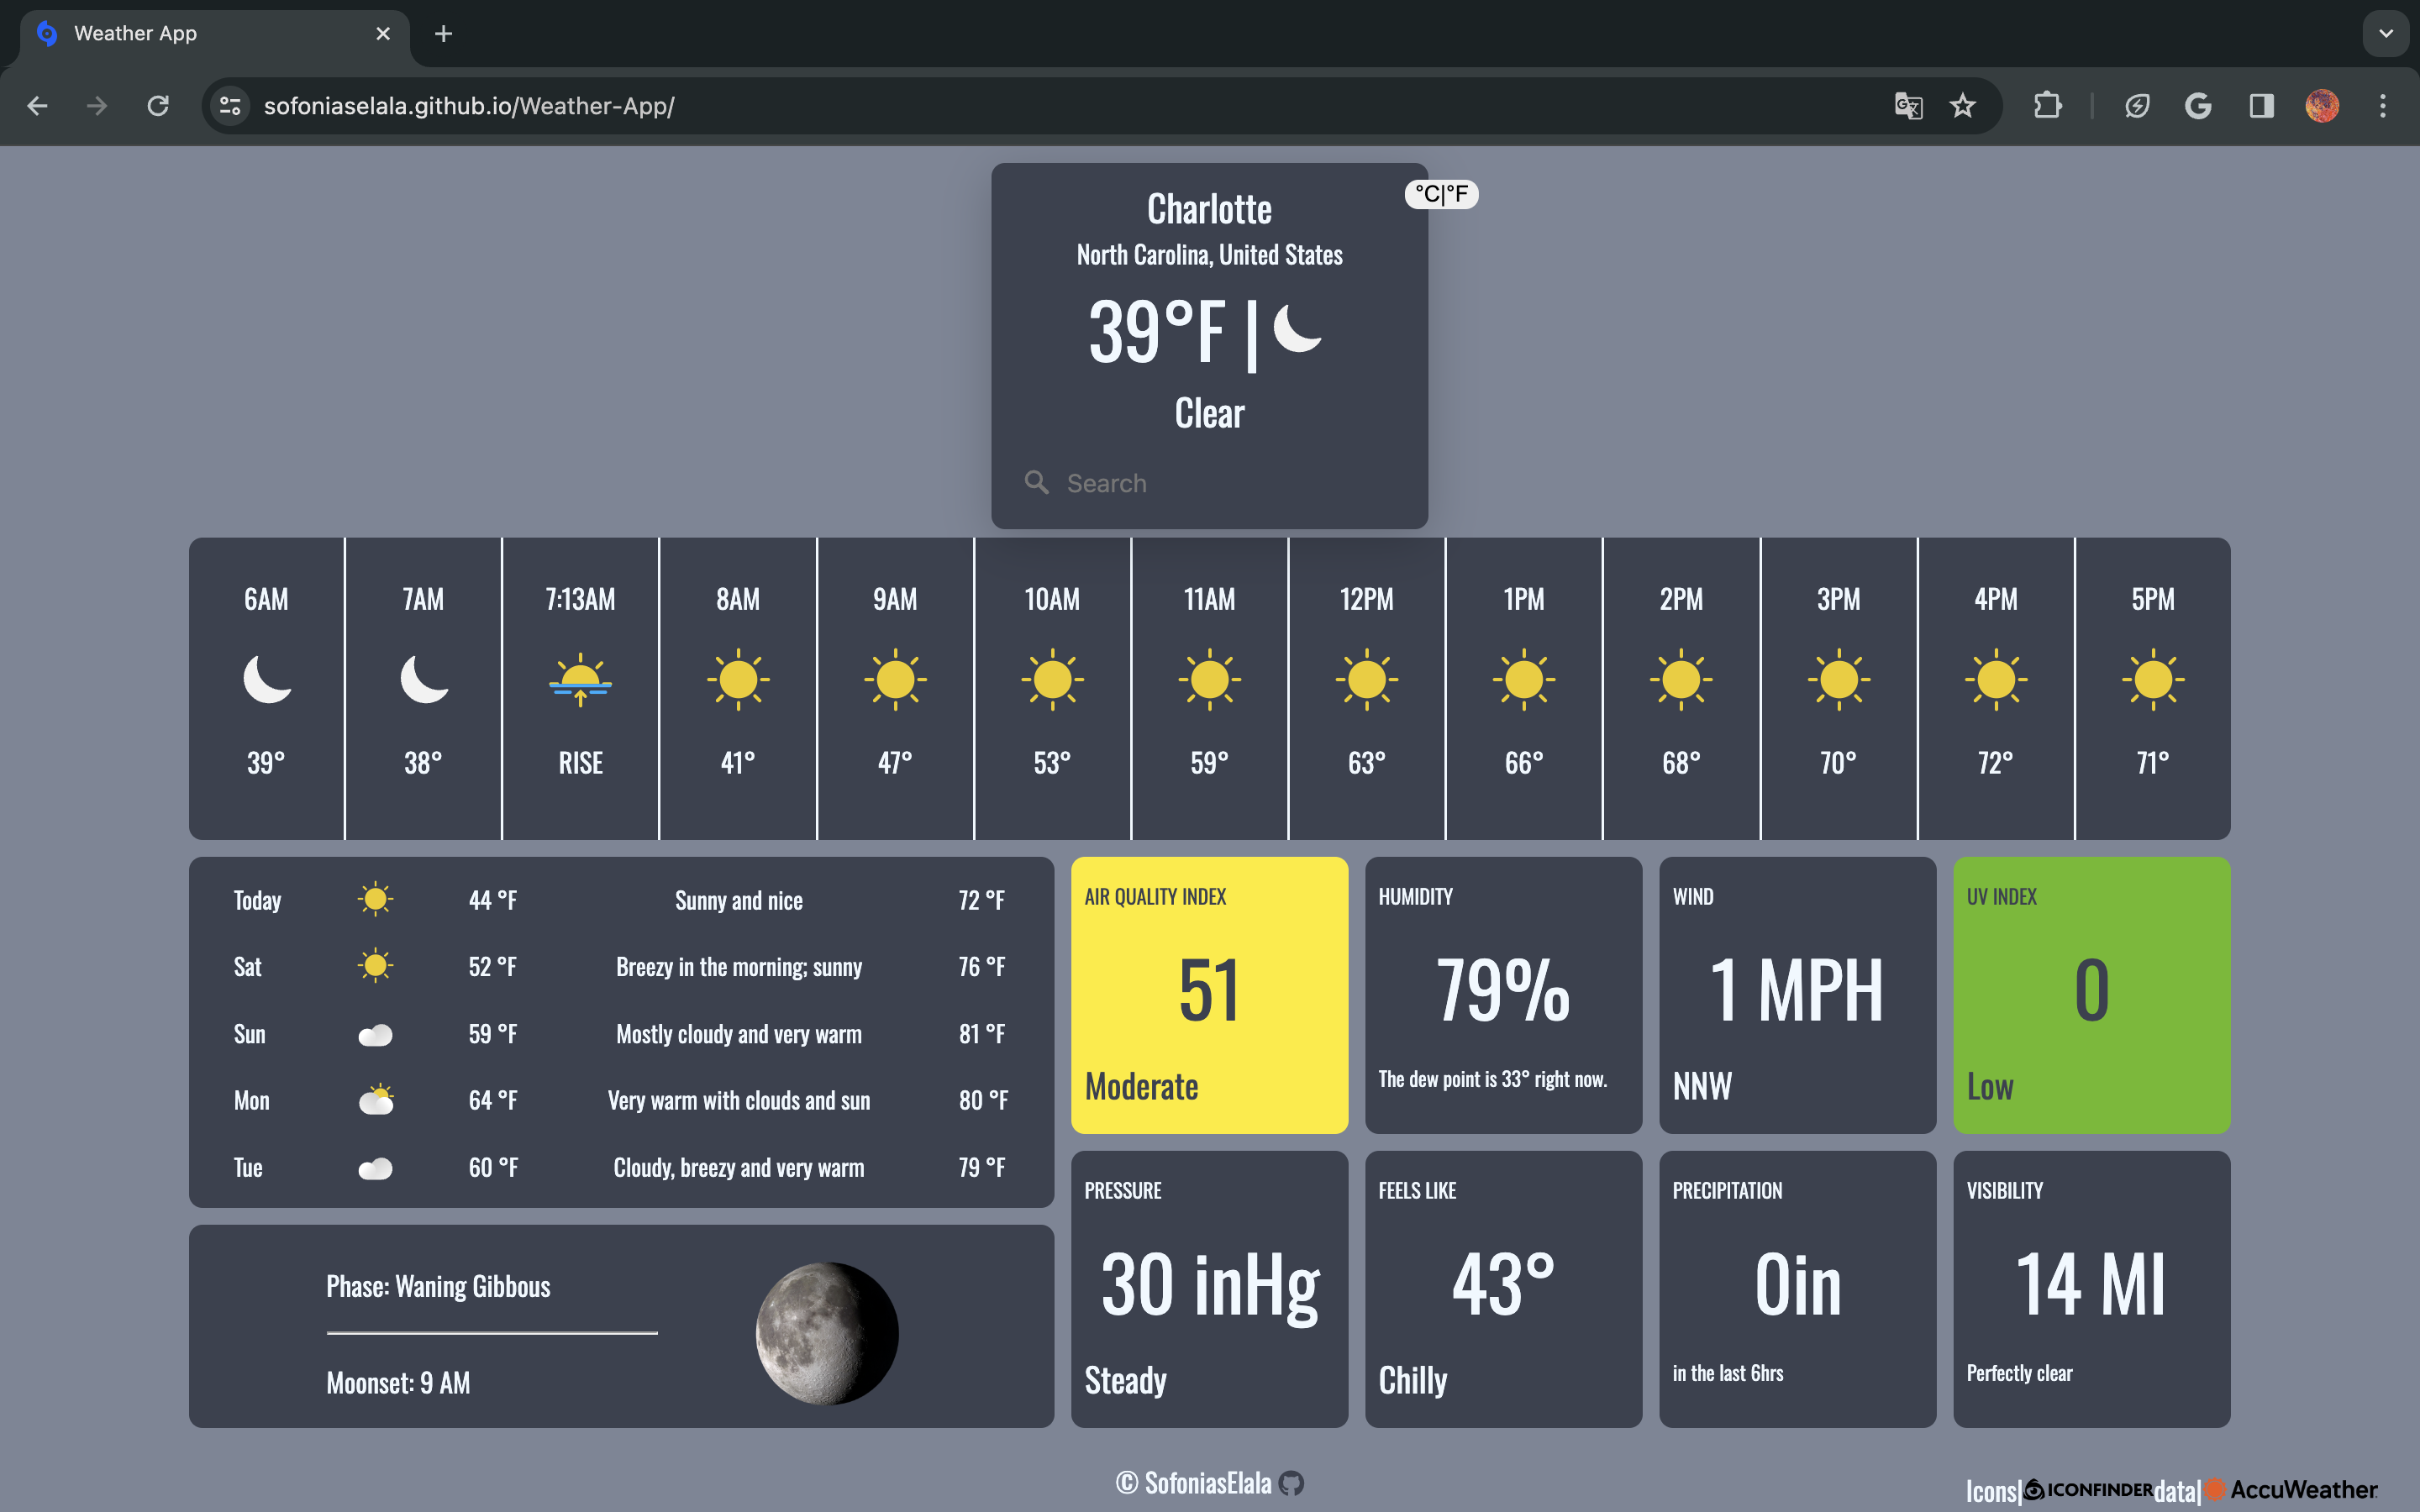 Weather App
sofoniaselala.github.io/Weather-App/
°C|°F
Charlotte
North Carolina, United States
39°F |
Clear
Search
6AM 7AM 7:13AM 8AM 9AM 10AM 11AM 12PM 1PM 2PM 3PM 4PM 5PM
39° 38° RISE 41° 47° 53° 59° 63° 66° 68° 70° 72° 71°
Today 44 °F Sunny and nice 72 °F
Sat 52 °F Breezy in the morning; sunny 76 °F
Sun 59 °F Mostly cloudy and very warm 81 °F
Mon 64 °F Very warm with clouds and sun 80 °F
Tue 60 °F Cloudy, breezy and very warm 79 °F
Phase: Waning Gibbous
Moonset: 9 AM
AIR QUALITY INDEX
51
Moderate
HUMIDITY
79%
The dew point is 33° right now.
WIND
1 MPH
NNW
UV INDEX
0
Low
PRESSURE
30 inHg
Steady
FEELS LIKE
43°
Chilly
PRECIPITATION
0in
in the last 6hrs
VISIBILITY
14 MI
Perfectly clear
© SofoniasElala
Icons| ICONFINDER data| AccuWeather